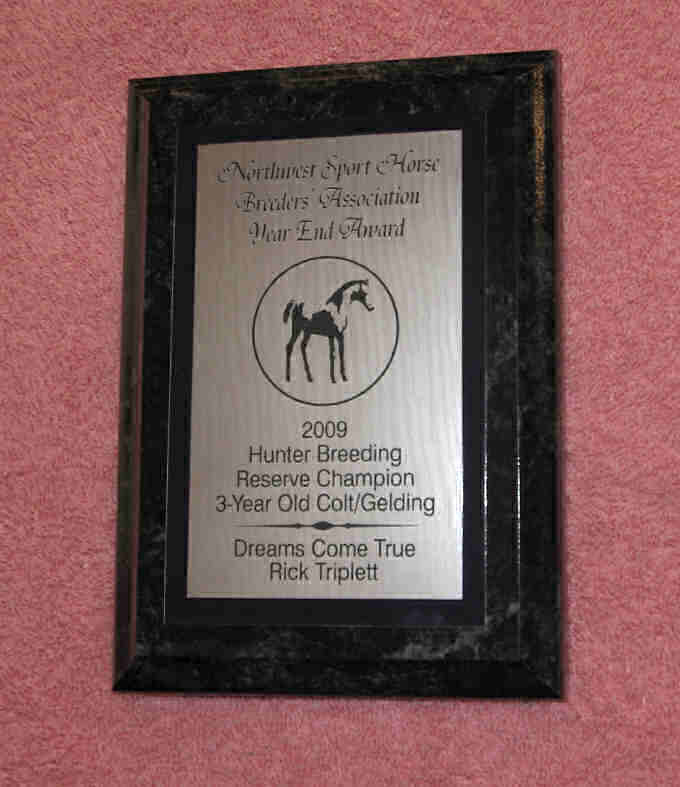 Northwest Sport Horse
Breeders' Association
Year End Award
2009
Hunter Breeding
Reserve Champion
3-Year Old Colt/Gelding
Dreams Come True
Rick Triplett